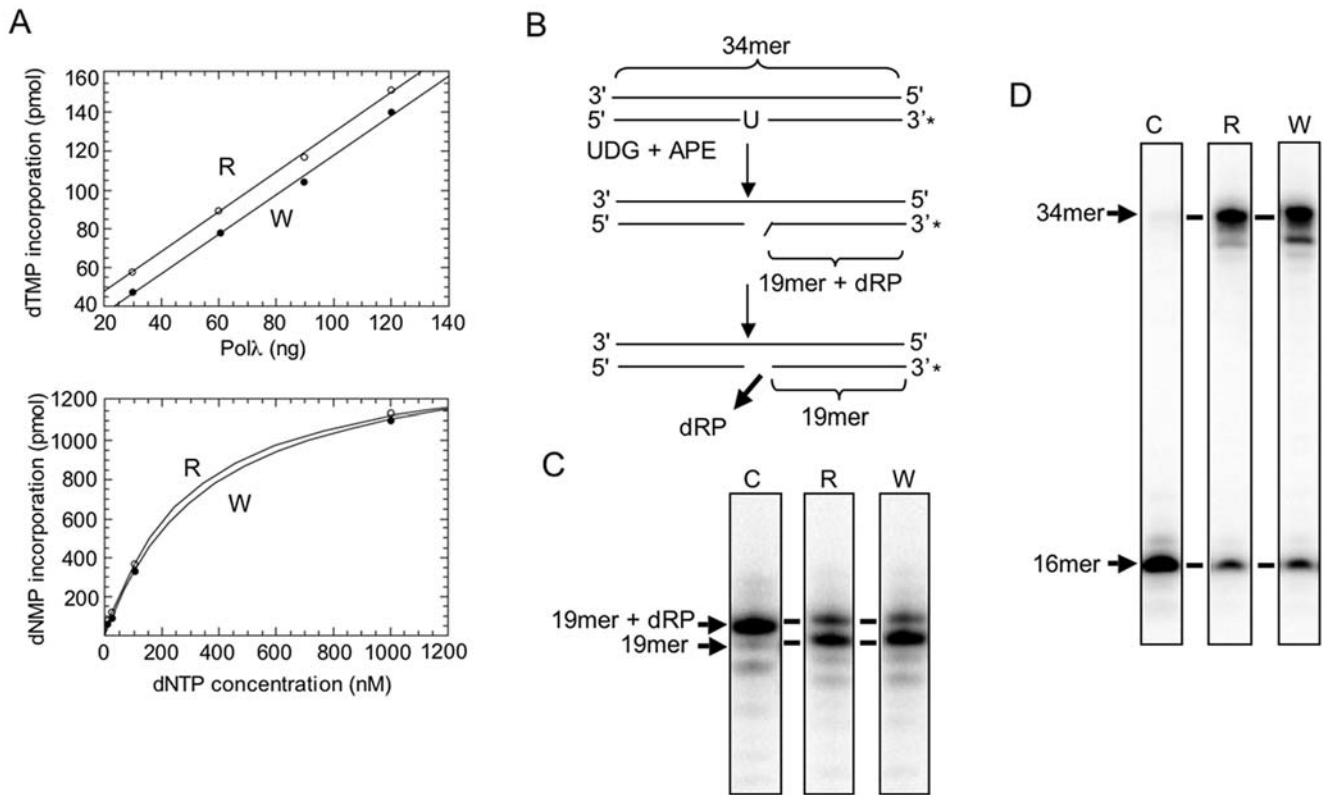 A
160
140
120
100
80
60
40
dTMP incorporation (pmol)
R
W
20 40 60 80 100 120 140
Polλ (ng)
1200
1000
800
600
400
200
dNMP incorporation (pmol)
R
W
0 200 400 600 800 1000 1200
dNTP concentration (nM)
B
34mer
3' 5'
5' U 3'*
UDG + APE
3' 5'
5' 3'*
19mer + dRP
3' 5'
5' 3'*
dRP 19mer
C
C R W
19mer + dRP
19mer
D
C R W
34mer
16mer